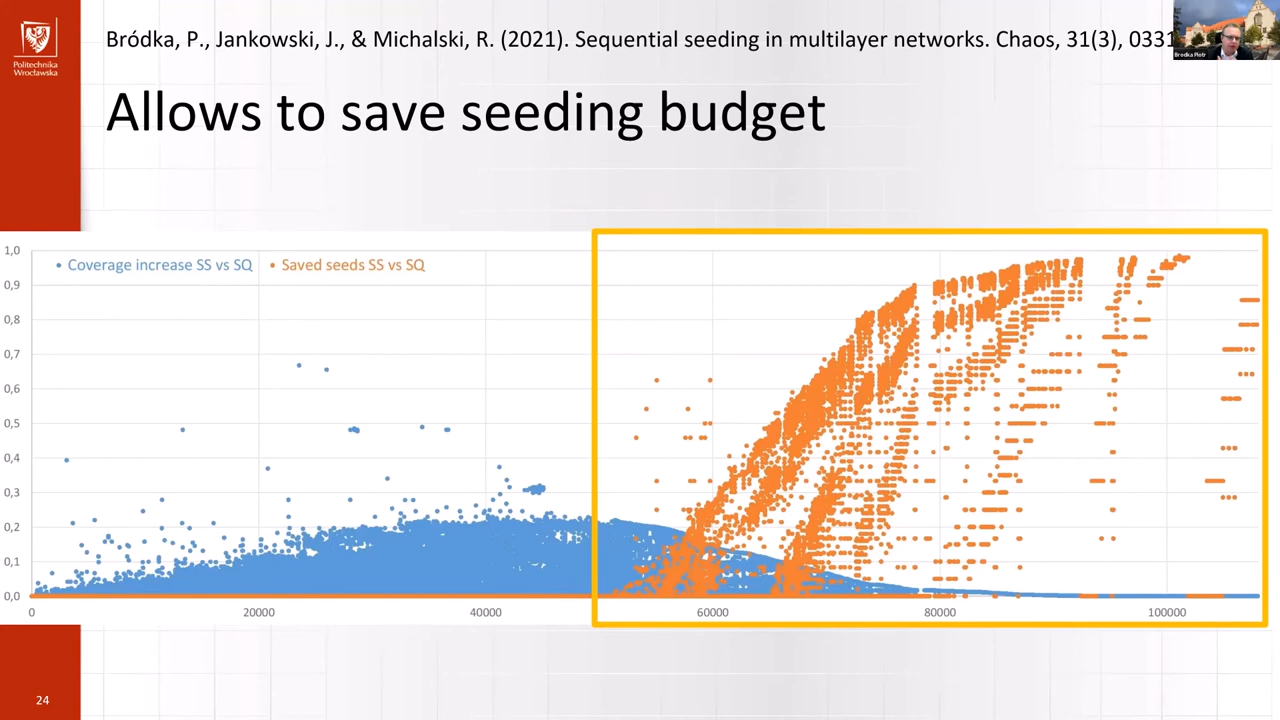 Politechnika
Wrocławska
Bródka, P., Jankowski, J., & Michalski, R. (2021). Sequential seeding in multilayer networks. Chaos, 31(3), 0331
Brodka Piotr
Allows to save seeding budget
Coverage increase SS vs SQ
Saved seeds SS vs SQ
1,0
0,9
0,8
0,7
0,6
0,5
0,4
0,3
0,2
0,1
0,0
0
20000
40000
60000
80000
100000
24